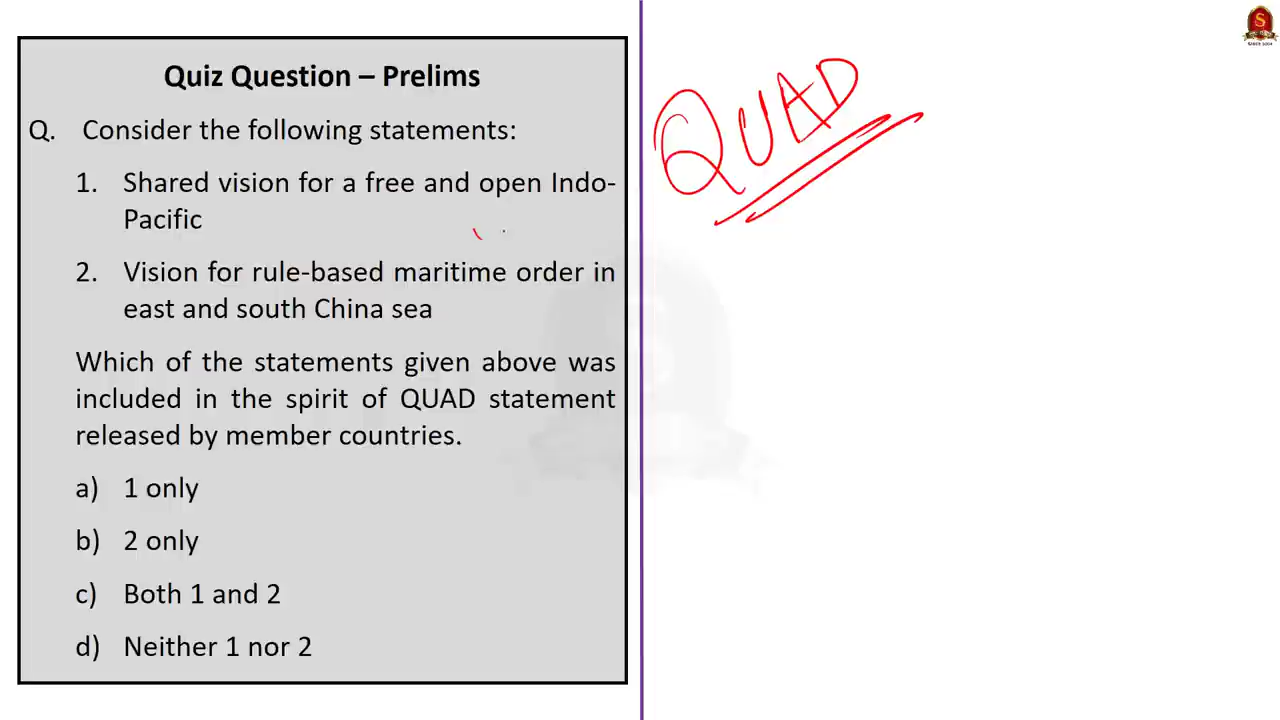 Quiz Question – Prelims
Q. Consider the following statements:
1. Shared vision for a free and open Indo-
Pacific
2. Vision for rule-based maritime order in
east and south China sea
Which of the statements given above was
included in the spirit of QUAD statement
released by member countries.
a) 1 only
b) 2 only
c) Both 1 and 2
d) Neither 1 nor 2
QUAD
S
SINCE 2004